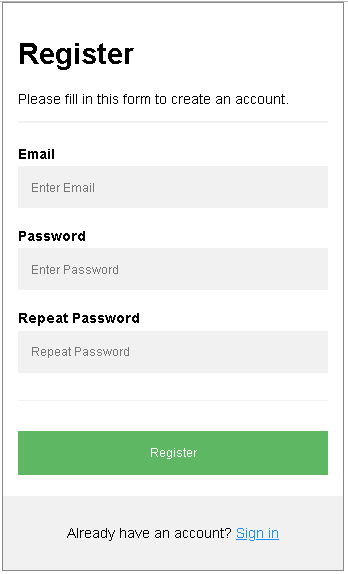 Register
Please fill in this form to create an account.
Email
Enter Email
Password
Enter Password
Repeat Password
Repeat Password
Register
Already have an account? Sign in